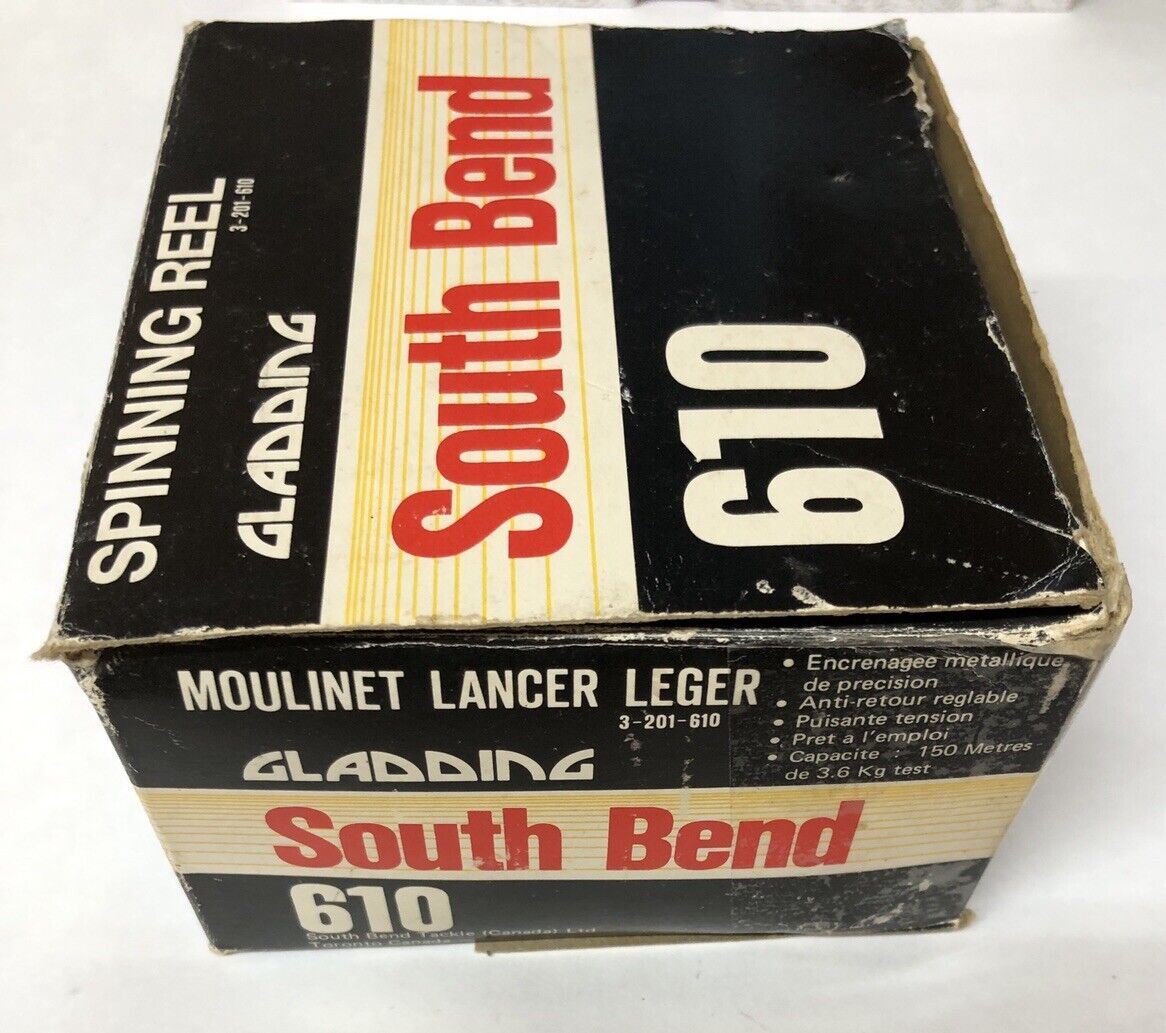 SPINNING REEL
3-201-610
GLADDING
South Bend
610
MOULINET LANCER LEGER
3-201-610
GLADDING
South Bend
610
South Bend Tackle (Canada) Ltd
Toronto Canada
• Encrenagee metallique
de precision
• Anti-retour reglable
• Puisante tension
• Pret a l'emploi
• Capacite : 150 Metres
de 3.6 Kg test